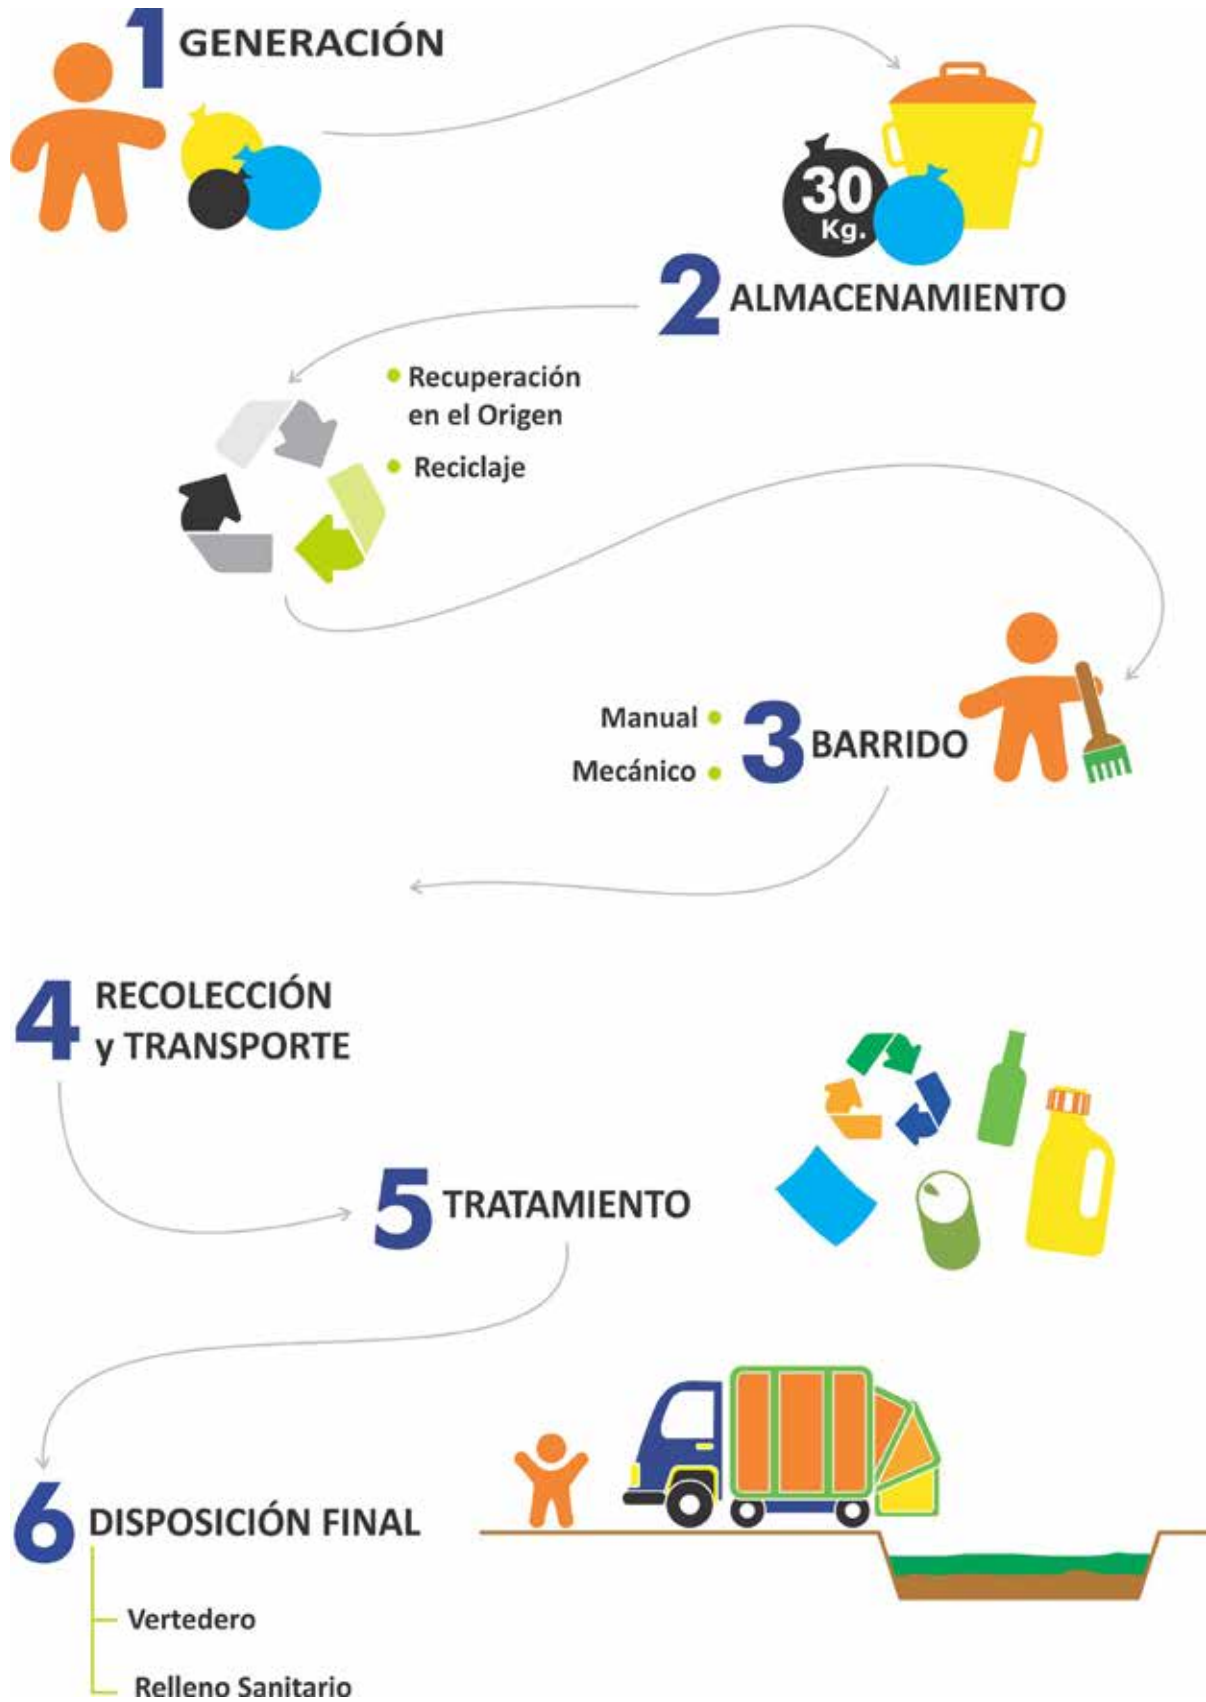 1 GENERACIÓN
30
Kg.
2 ALMACENAMIENTO
Recuperación
en el Origen
Reciclaje
Manual
Mecánico
3 BARRIDO
4 RECOLECCIÓN
y TRANSPORTE
5 TRATAMIENTO
6 DISPOSICIÓN FINAL
Vertedero
Relleno Sanitario